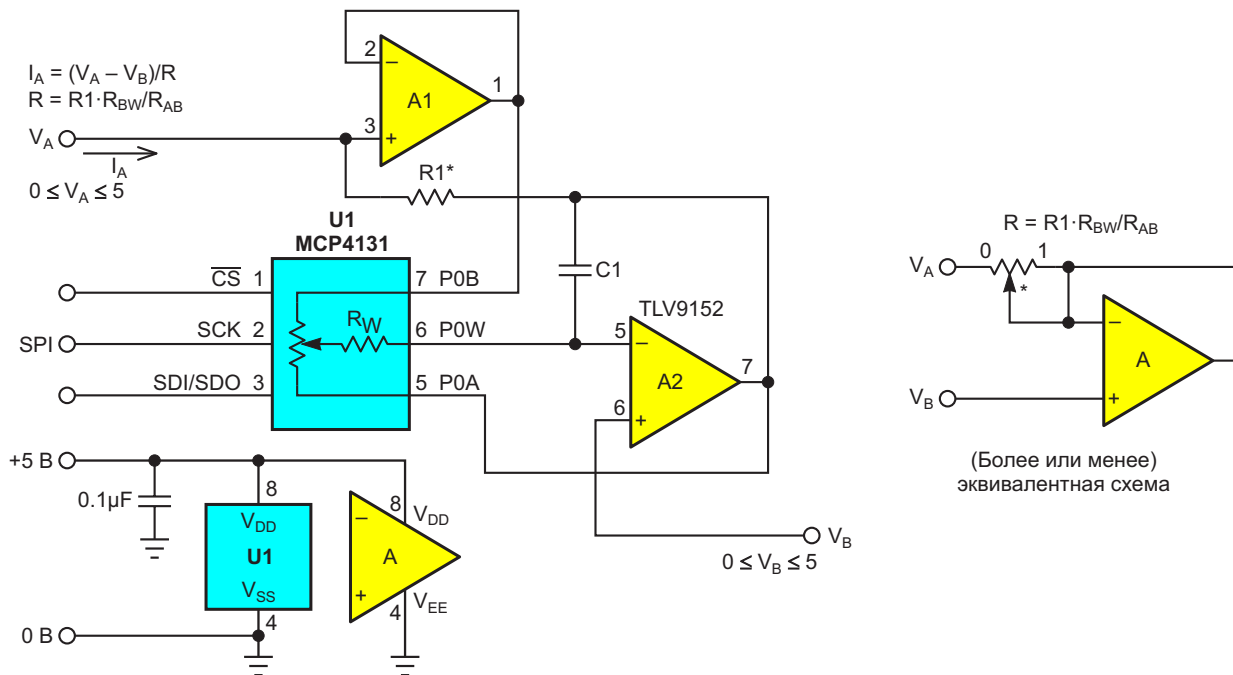 I_A = (V_A – V_B)/R
R = R1·R_BW/R_AB
V_A
I_A
0 ≤ V_A ≤ 5
2
–
A1
1
3
+
R1*
U1
MCP4131
CS
1
7
P0B
C1
SPI
SCK
2
R_W
6
P0W
TLV9152
5
–
A2
7
SDI/SDO
3
5
P0A
6
+
+5 В
0.1µF
8
V_DD
U1
V_SS
4
0 В
8
V_DD
–
A
+
4
V_EE
V_B
0 ≤ V_B ≤ 5
R = R1·R_BW/R_AB
V_A
0
1
*
–
A
V_B
+
(Более или менее)
эквивалентная схема